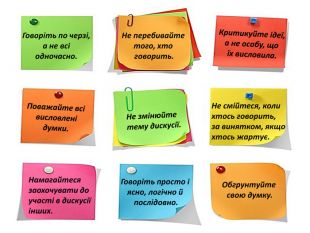 Говоріть по черзі,
а не всі
одночасно.
Не перебивайте
того, хто
говорить.
Критикуйте ідеї,
а не особу, що
їх висловила.
Поважайте всі
висловлені
думки.
Не змінюйте
тему дискусії.
Не смійтеся, коли
хтось говорить,
за винятком, якщо
хтось жартує.
Намагайтеся
заохочувати до
участі в дискусії
інших.
Говоріть просто і
ясно, логічно й
послідовно.
Обґрунтуйте
свою думку.